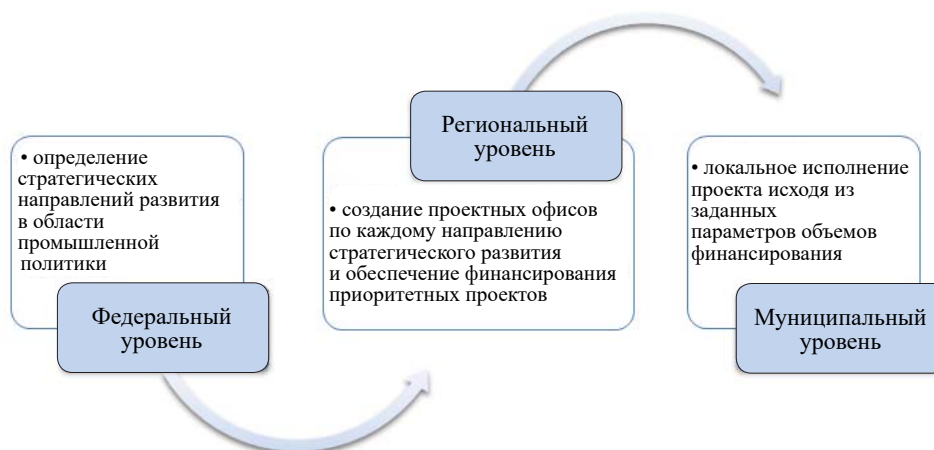 • определение
стратегических
направлений развития
в области
промышленной
политики
Федеральный
уровень
Региональный
уровень
• создание проектных офисов
по каждому направлению
стратегического развития
и обеспечение финансирования
приоритетных проектов
• локальное исполнение
проекта исходя из
заданных
параметров объемов
финансирования
Муниципальный
уровень